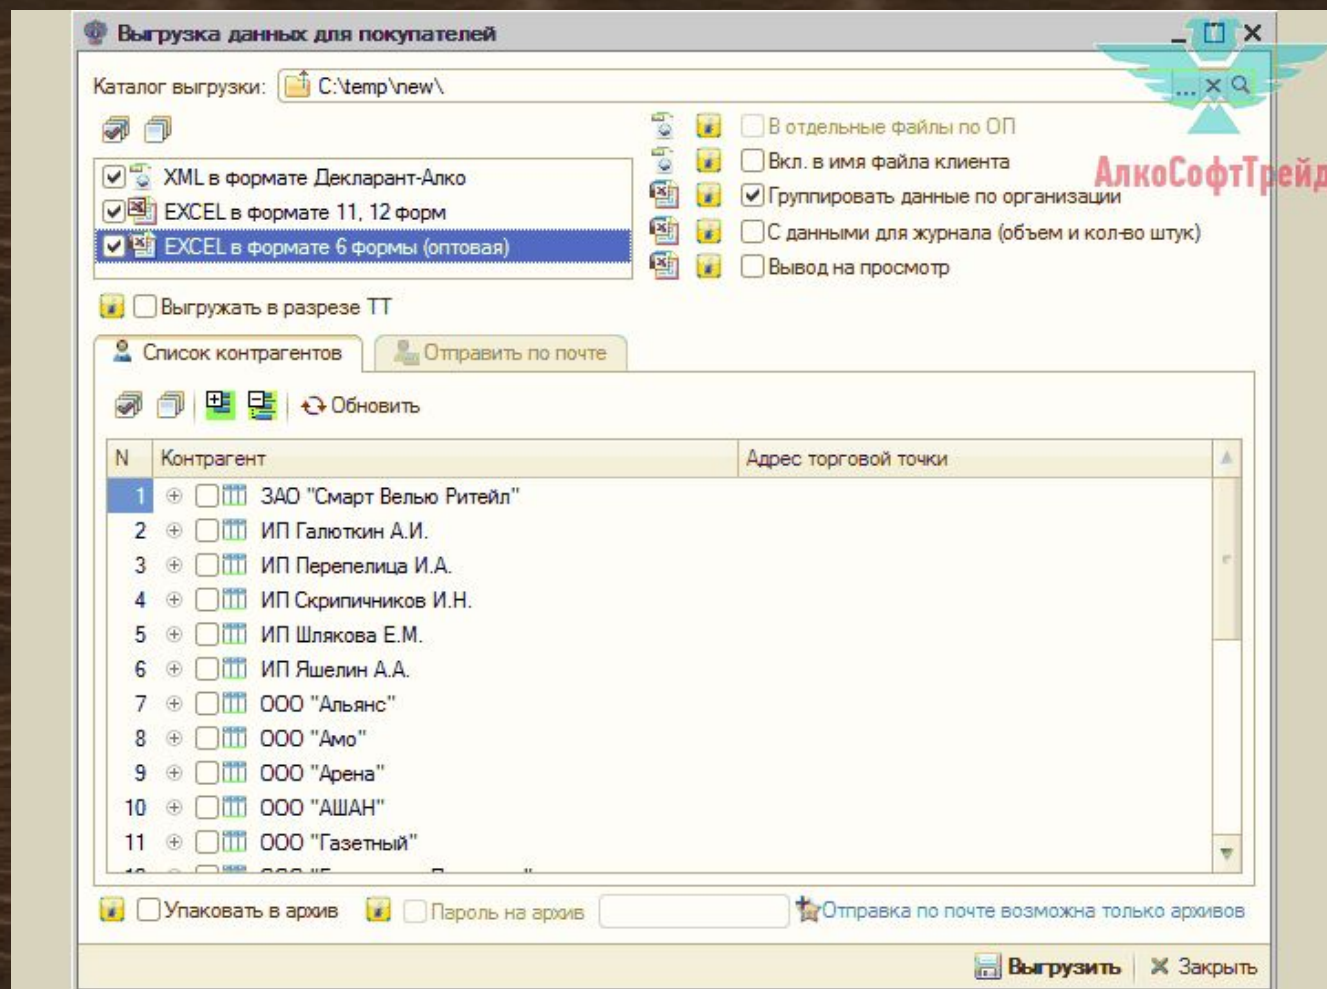 Выгрузка данных для покупателей
Каталог выгрузки: C:\temp\new\
АлкоСофтТрейд
XML в формате Декларант-Алко
EXCEL в формате 11, 12 форм
EXCEL в формате 6 формы (оптовая)
В отдельные файлы по ОП
Вкл. в имя файла клиента
Группировать данные по организации
С данными для журнала (объем и кол-во штук)
Вывод на просмотр
Выгружать в разрезе ТТ
Список контрагентов Отправить по почте
Обновить
N Контрагент Адрес торговой точки
1 ЗАО "Смарт Велью Ритейл"
2 ИП Галюткин А.И.
3 ИП Перепелица И.А.
4 ИП Скрипичников И.Н.
5 ИП Шлякова Е.М.
6 ИП Яшелин А.А.
7 ООО "Альянс"
8 ООО "Амо"
9 ООО "Арена"
10 ООО "АШАН"
11 ООО "Газетный"
Упаковать в архив Пароль на архив Отправка по почте возможна только архивов
Выгрузить Закрыть